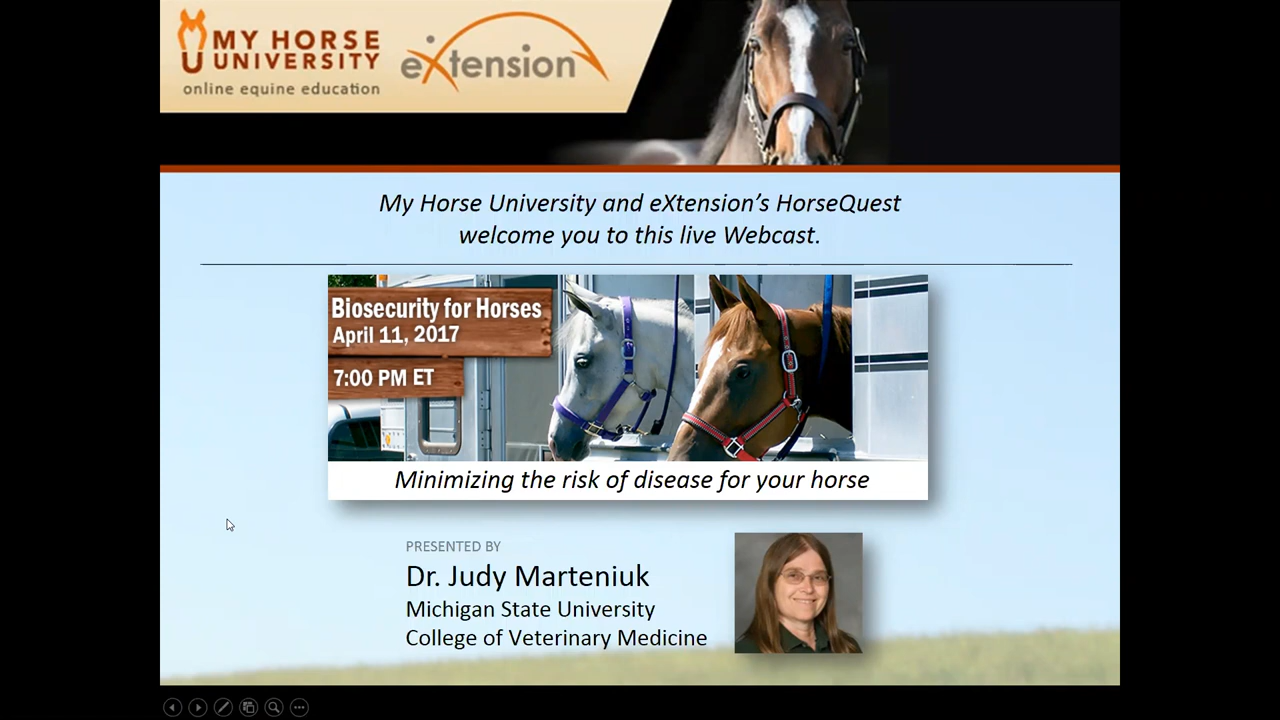 MY HORSE
UNIVERSITY
online equine education
eXtension
My Horse University and eXtension's HorseQuest
welcome you to this live Webcast.
Biosecurity for Horses
April 11, 2017
7:00 PM ET
Minimizing the risk of disease for your horse
PRESENTED BY
Dr. Judy Marteniuk
Michigan State University
College of Veterinary Medicine